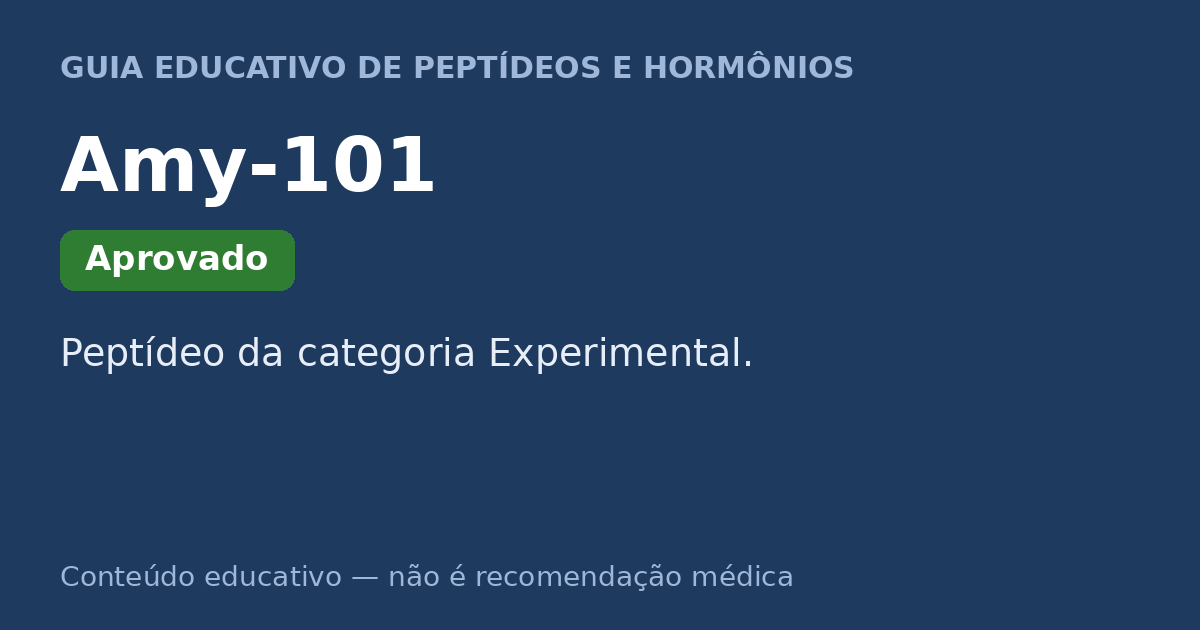 GUIA EDUCATIVO DE PEPTÍDEOS E HORMÔNIOS
Amy-101
Aprovado
Peptídeo da categoria Experimental.
Conteúdo educativo — não é recomendação médica